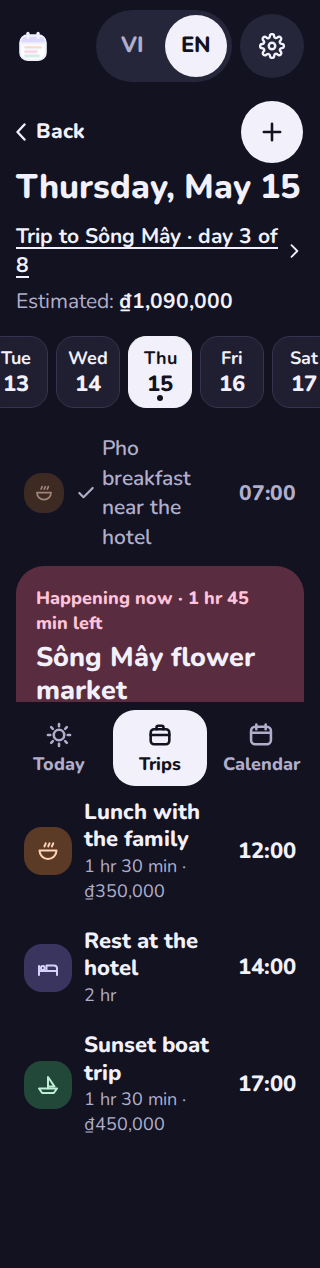 VI
EN
Back
Thursday, May 15
Trip to Sông Mây · day 3 of
8
Estimated: ₫1,090,000
Tue
13
Wed
14
Thu
15
Fri
16
Sat
17
Pho
breakfast
near the
hotel
07:00
Happening now · 1 hr 45
min left
Sông Mây flower
market
Today
Trips
Calendar
Lunch with
the family
1 hr 30 min ·
₫350,000
12:00
Rest at the
hotel
2 hr
14:00
Sunset boat
trip
1 hr 30 min ·
₫450,000
17:00